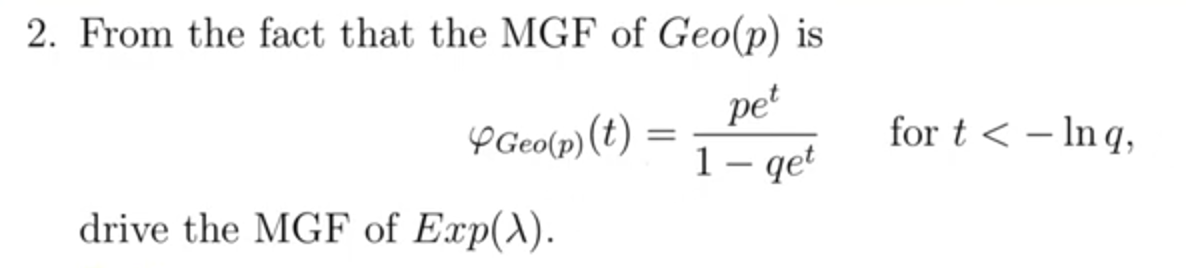 2. From the fact that the MGF of Geo(p) is
φ_{Geo(p)}(t) = \frac{pe^t}{1 − qe^t} for t < − ln q,
drive the MGF of Exp(λ).